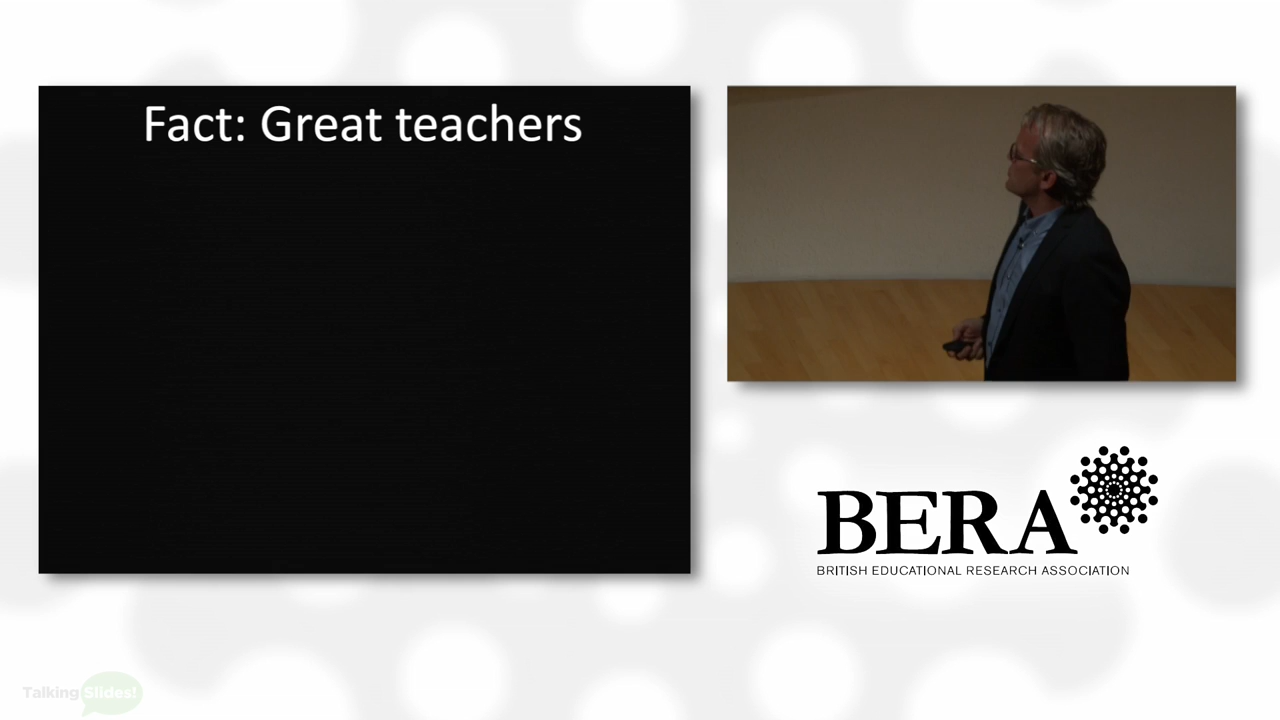 Fact: Great teachers
BERA
BRITISH EDUCATIONAL RESEARCH ASSOCIATION
Talking Slides!